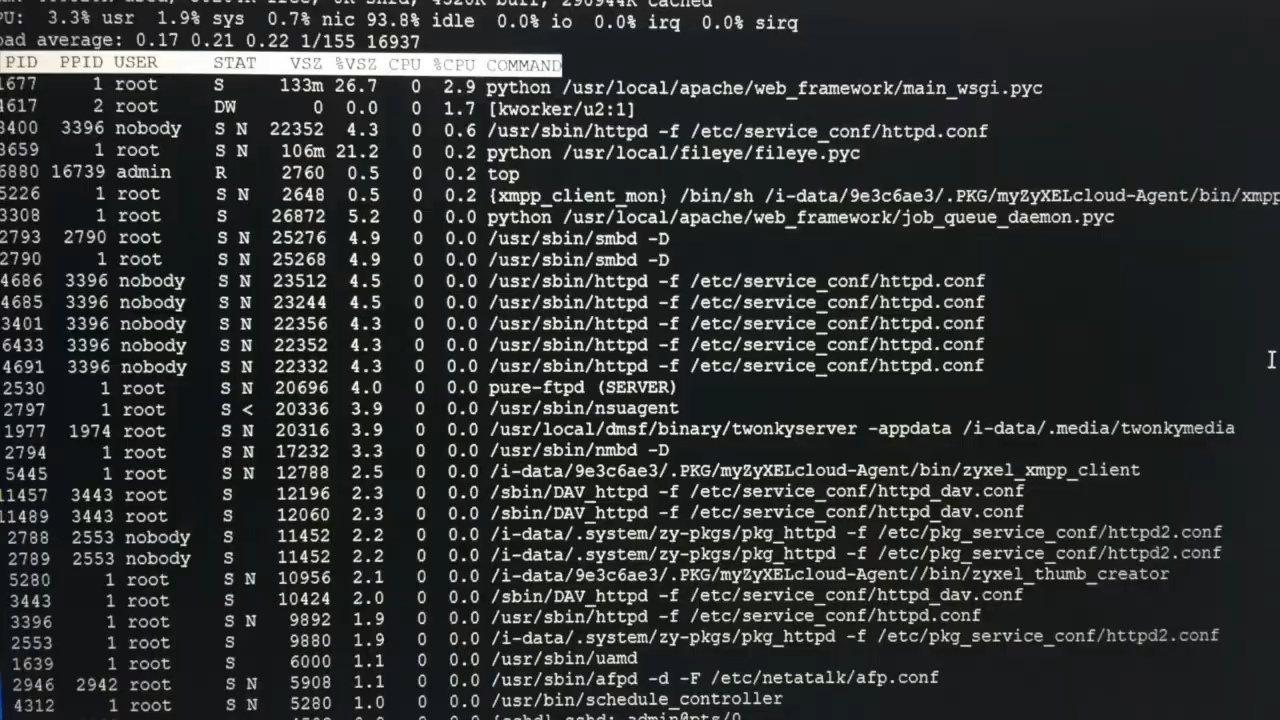 4320K buff, 290944K cached
PU: 3.3% usr 1.9% sys 0.7% nic 93.8% idle 0.0% io 0.0% irq 0.0% sirq
oad average: 0.17 0.21 0.22 1/155 16937
PID PPID USER STAT VSZ %VSZ CPU %CPU COMMAND
1677 1 root S 133m 26.7 0 2.9 python /usr/local/apache/web_framework/main_wsgi.pyc
4617 2 root DW 0 0.0 0 1.7 [kworker/u2:1]
3400 3396 nobody S N 22352 4.3 0 0.6 /usr/sbin/httpd -f /etc/service_conf/httpd.conf
3659 1 root S N 106m 21.2 0 0.2 python /usr/local/fileye/fileye.pyc
6880 16739 admin R 2760 0.5 0 0.2 top
5226 1 root S N 2648 0.5 0 0.2 {xmpp_client_mon} /bin/sh /i-data/9e3c6ae3/.PKG/myZyXELcloud-Agent/bin/xmpp
3308 1 root S 26872 5.2 0 0.0 python /usr/local/apache/web_framework/job_queue_daemon.pyc
2793 2790 root S N 25276 4.9 0 0.0 /usr/sbin/smbd -D
2790 1 root S N 25268 4.9 0 0.0 /usr/sbin/smbd -D
4686 3396 nobody S N 23512 4.5 0 0.0 /usr/sbin/httpd -f /etc/service_conf/httpd.conf
4685 3396 nobody S N 23244 4.5 0 0.0 /usr/sbin/httpd -f /etc/service_conf/httpd.conf
3401 3396 nobody S N 22356 4.3 0 0.0 /usr/sbin/httpd -f /etc/service_conf/httpd.conf
6433 3396 nobody S N 22352 4.3 0 0.0 /usr/sbin/httpd -f /etc/service_conf/httpd.conf
4691 3396 nobody S N 22332 4.3 0 0.0 /usr/sbin/httpd -f /etc/service_conf/httpd.conf
2530 1 root S N 20696 4.0 0 0.0 pure-ftpd (SERVER)
2797 1 root S < 20336 3.9 0 0.0 /usr/sbin/nsuagent
1977 1974 root S N 20316 3.9 0 0.0 /usr/local/dmsf/binary/twonkyserver -appdata /i-data/.media/twonkymedia
2794 1 root S N 17232 3.3 0 0.0 /usr/sbin/nmbd -D
5445 1 root S N 12788 2.5 0 0.0 /i-data/9e3c6ae3/.PKG/myZyXELcloud-Agent/bin/zyxel_xmpp_client
11457 3443 root S 12196 2.3 0 0.0 /sbin/DAV_httpd -f /etc/service_conf/httpd_dav.conf
11489 3443 root S 12060 2.3 0 0.0 /sbin/DAV_httpd -f /etc/service_conf/httpd_dav.conf
2788 2553 nobody S 11452 2.2 0 0.0 /i-data/.system/zy-pkgs/pkg_httpd -f /etc/pkg_service_conf/httpd2.conf
2789 2553 nobody S 11452 2.2 0 0.0 /i-data/.system/zy-pkgs/pkg_httpd -f /etc/pkg_service_conf/httpd2.conf
5280 1 root S N 10956 2.1 0 0.0 /i-data/9e3c6ae3/.PKG/myZyXELcloud-Agent//bin/zyxel_thumb_creator
3443 1 root S 10424 2.0 0 0.0 /sbin/DAV_httpd -f /etc/service_conf/httpd_dav.conf
3396 1 root S N 9892 1.9 0 0.0 /usr/sbin/httpd -f /etc/service_conf/httpd.conf
2553 1 root S 9880 1.9 0 0.0 /i-data/.system/zy-pkgs/pkg_httpd -f /etc/pkg_service_conf/httpd2.conf
1639 1 root S 6000 1.1 0 0.0 /usr/sbin/uamd
2946 2942 root S N 5908 1.1 0 0.0 /usr/sbin/afpd -d -F /etc/netatalk/afp.conf
4312 1 root S N 5280 1.0 0 0.0 /usr/bin/schedule_controller
{sshd} sshd: admin@pts/0